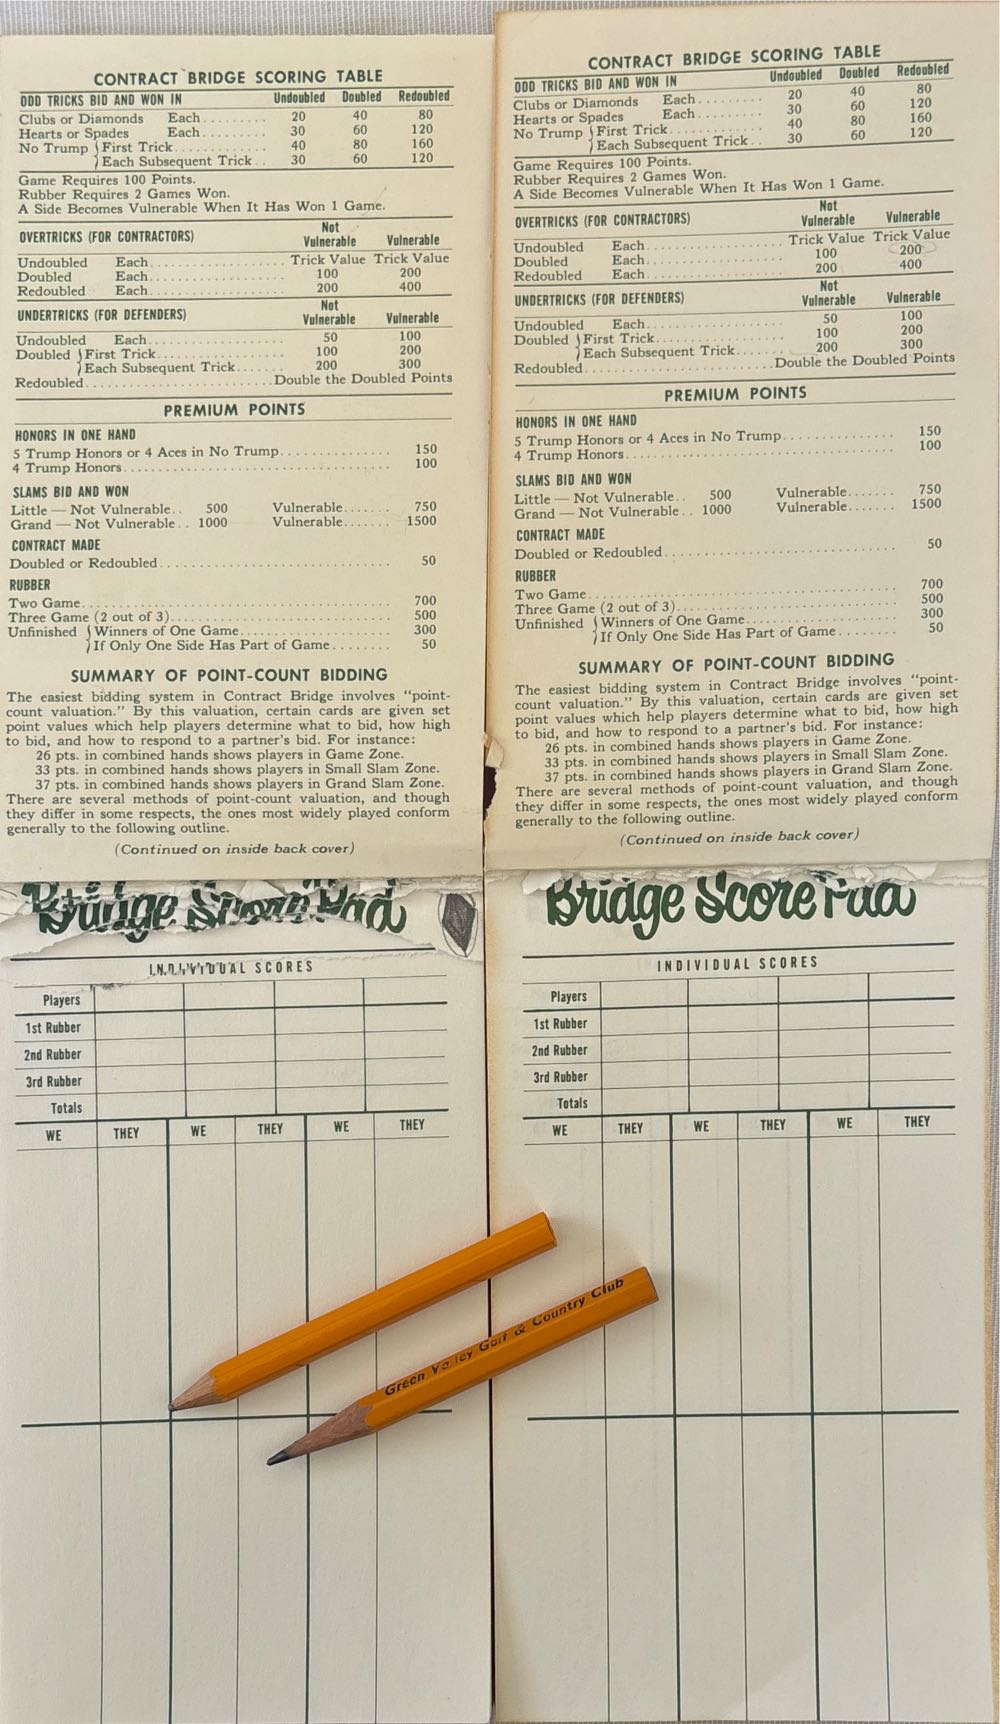 CONTRACT BRIDGE SCORING TABLE
ODD TRICKS BID AND WON IN Undoubled Doubled Redoubled
Clubs or Diamonds Each......... 20 40 80
Hearts or Spades Each......... 30 60 120
No Trump { First Trick............ 40 80 160
Each Subsequent Trick.. 30 60 120
Game Requires 100 Points.
Rubber Requires 2 Games Won.
A Side Becomes Vulnerable When It Has Won 1 Game.
OVERTRICKS (FOR CONTRACTORS) Not Vulnerable Vulnerable
Undoubled Each................... Trick Value Trick Value
Doubled Each................... 100 200
Redoubled Each................... 200 400
UNDERTRICKS (FOR DEFENDERS) Not Vulnerable Vulnerable
Undoubled Each................... 50 100
Doubled { First Trick................... 100 200
Each Subsequent Trick....... 200 300
Redoubled...........................Double the Doubled Points
PREMIUM POINTS
HONORS IN ONE HAND
5 Trump Honors or 4 Aces in No Trump................ 150
4 Trump Honors...................................... 100
SLAMS BID AND WON
Little — Not Vulnerable.. 500 Vulnerable....... 750
Grand — Not Vulnerable.. 1000 Vulnerable....... 1500
CONTRACT MADE
Doubled or Redoubled................................. 50
RUBBER
Two Game............................................ 700
Three Game (2 out of 3).............................. 500
Unfinished { Winners of One Game...................... 300
If Only One Side Has Part of Game........ 50
SUMMARY OF POINT-COUNT BIDDING
The easiest bidding system in Contract Bridge involves “point-
count valuation.” By this valuation, certain cards are given set
point values which help players determine what to bid, how high
to bid, and how to respond to a partner’s bid. For instance:
26 pts. in combined hands shows players in Game Zone.
33 pts. in combined hands shows players in Small Slam Zone.
37 pts. in combined hands shows players in Grand Slam Zone.
There are several methods of point-count valuation, and though
they differ in some respects, the ones most widely played conform
generally to the following outline.
(Continued on inside back cover)
Bridge Score Pad
INDIVIDUAL SCORES
Players
1st Rubber
2nd Rubber
3rd Rubber
Totals
WE THEY WE THEY WE THEY
CONTRACT BRIDGE SCORING TABLE
ODD TRICKS BID AND WON IN Undoubled Doubled Redoubled
Clubs or Diamonds Each......... 20 40 80
Hearts or Spades Each......... 30 60 120
No Trump { First Trick............ 40 80 160
Each Subsequent Trick.. 30 60 120
Game Requires 100 Points.
Rubber Requires 2 Games Won.
A Side Becomes Vulnerable When It Has Won 1 Game.
OVERTRICKS (FOR CONTRACTORS) Not Vulnerable Vulnerable
Undoubled Each................... Trick Value Trick Value
Doubled Each................... 100 200
Redoubled Each................... 200 400
UNDERTRICKS (FOR DEFENDERS) Not Vulnerable Vulnerable
Undoubled Each................... 50 100
Doubled { First Trick................... 100 200
Each Subsequent Trick....... 200 300
Redoubled...........................Double the Doubled Points
PREMIUM POINTS
HONORS IN ONE HAND
5 Trump Honors or 4 Aces in No Trump................ 150
4 Trump Honors...................................... 100
SLAMS BID AND WON
Little — Not Vulnerable.. 500 Vulnerable....... 750
Grand — Not Vulnerable.. 1000 Vulnerable....... 1500
CONTRACT MADE
Doubled or Redoubled................................. 50
RUBBER
Two Game............................................ 700
Three Game (2 out of 3).............................. 500
Unfinished { Winners of One Game...................... 300
If Only One Side Has Part of Game........ 50
SUMMARY OF POINT-COUNT BIDDING
The easiest bidding system in Contract Bridge involves “point-
count valuation.” By this valuation, certain cards are given set
point values which help players determine what to bid, how high
to bid, and how to respond to a partner’s bid. For instance:
26 pts. in combined hands shows players in Game Zone.
33 pts. in combined hands shows players in Small Slam Zone.
37 pts. in combined hands shows players in Grand Slam Zone.
There are several methods of point-count valuation, and though
they differ in some respects, the ones most widely played conform
generally to the following outline.
(Continued on inside back cover)
Bridge Score Pad
INDIVIDUAL SCORES
Players
1st Rubber
2nd Rubber
3rd Rubber
Totals
WE THEY WE THEY WE THEY
Green Valley Golf & Country Club